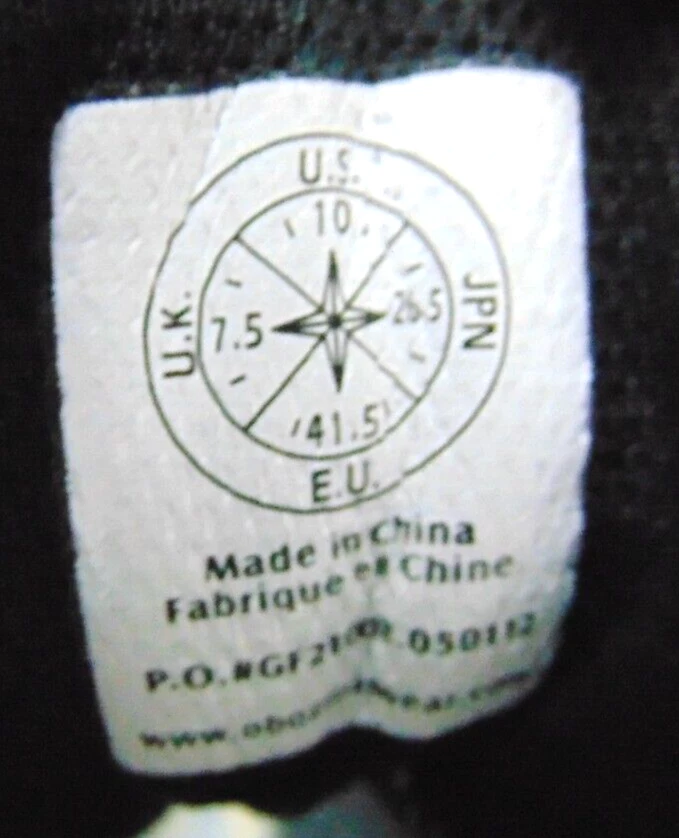 U.S.
10
U.K.
7.5
26.5
JPN
41.5
E.U.
Made in China
Fabrique en Chine